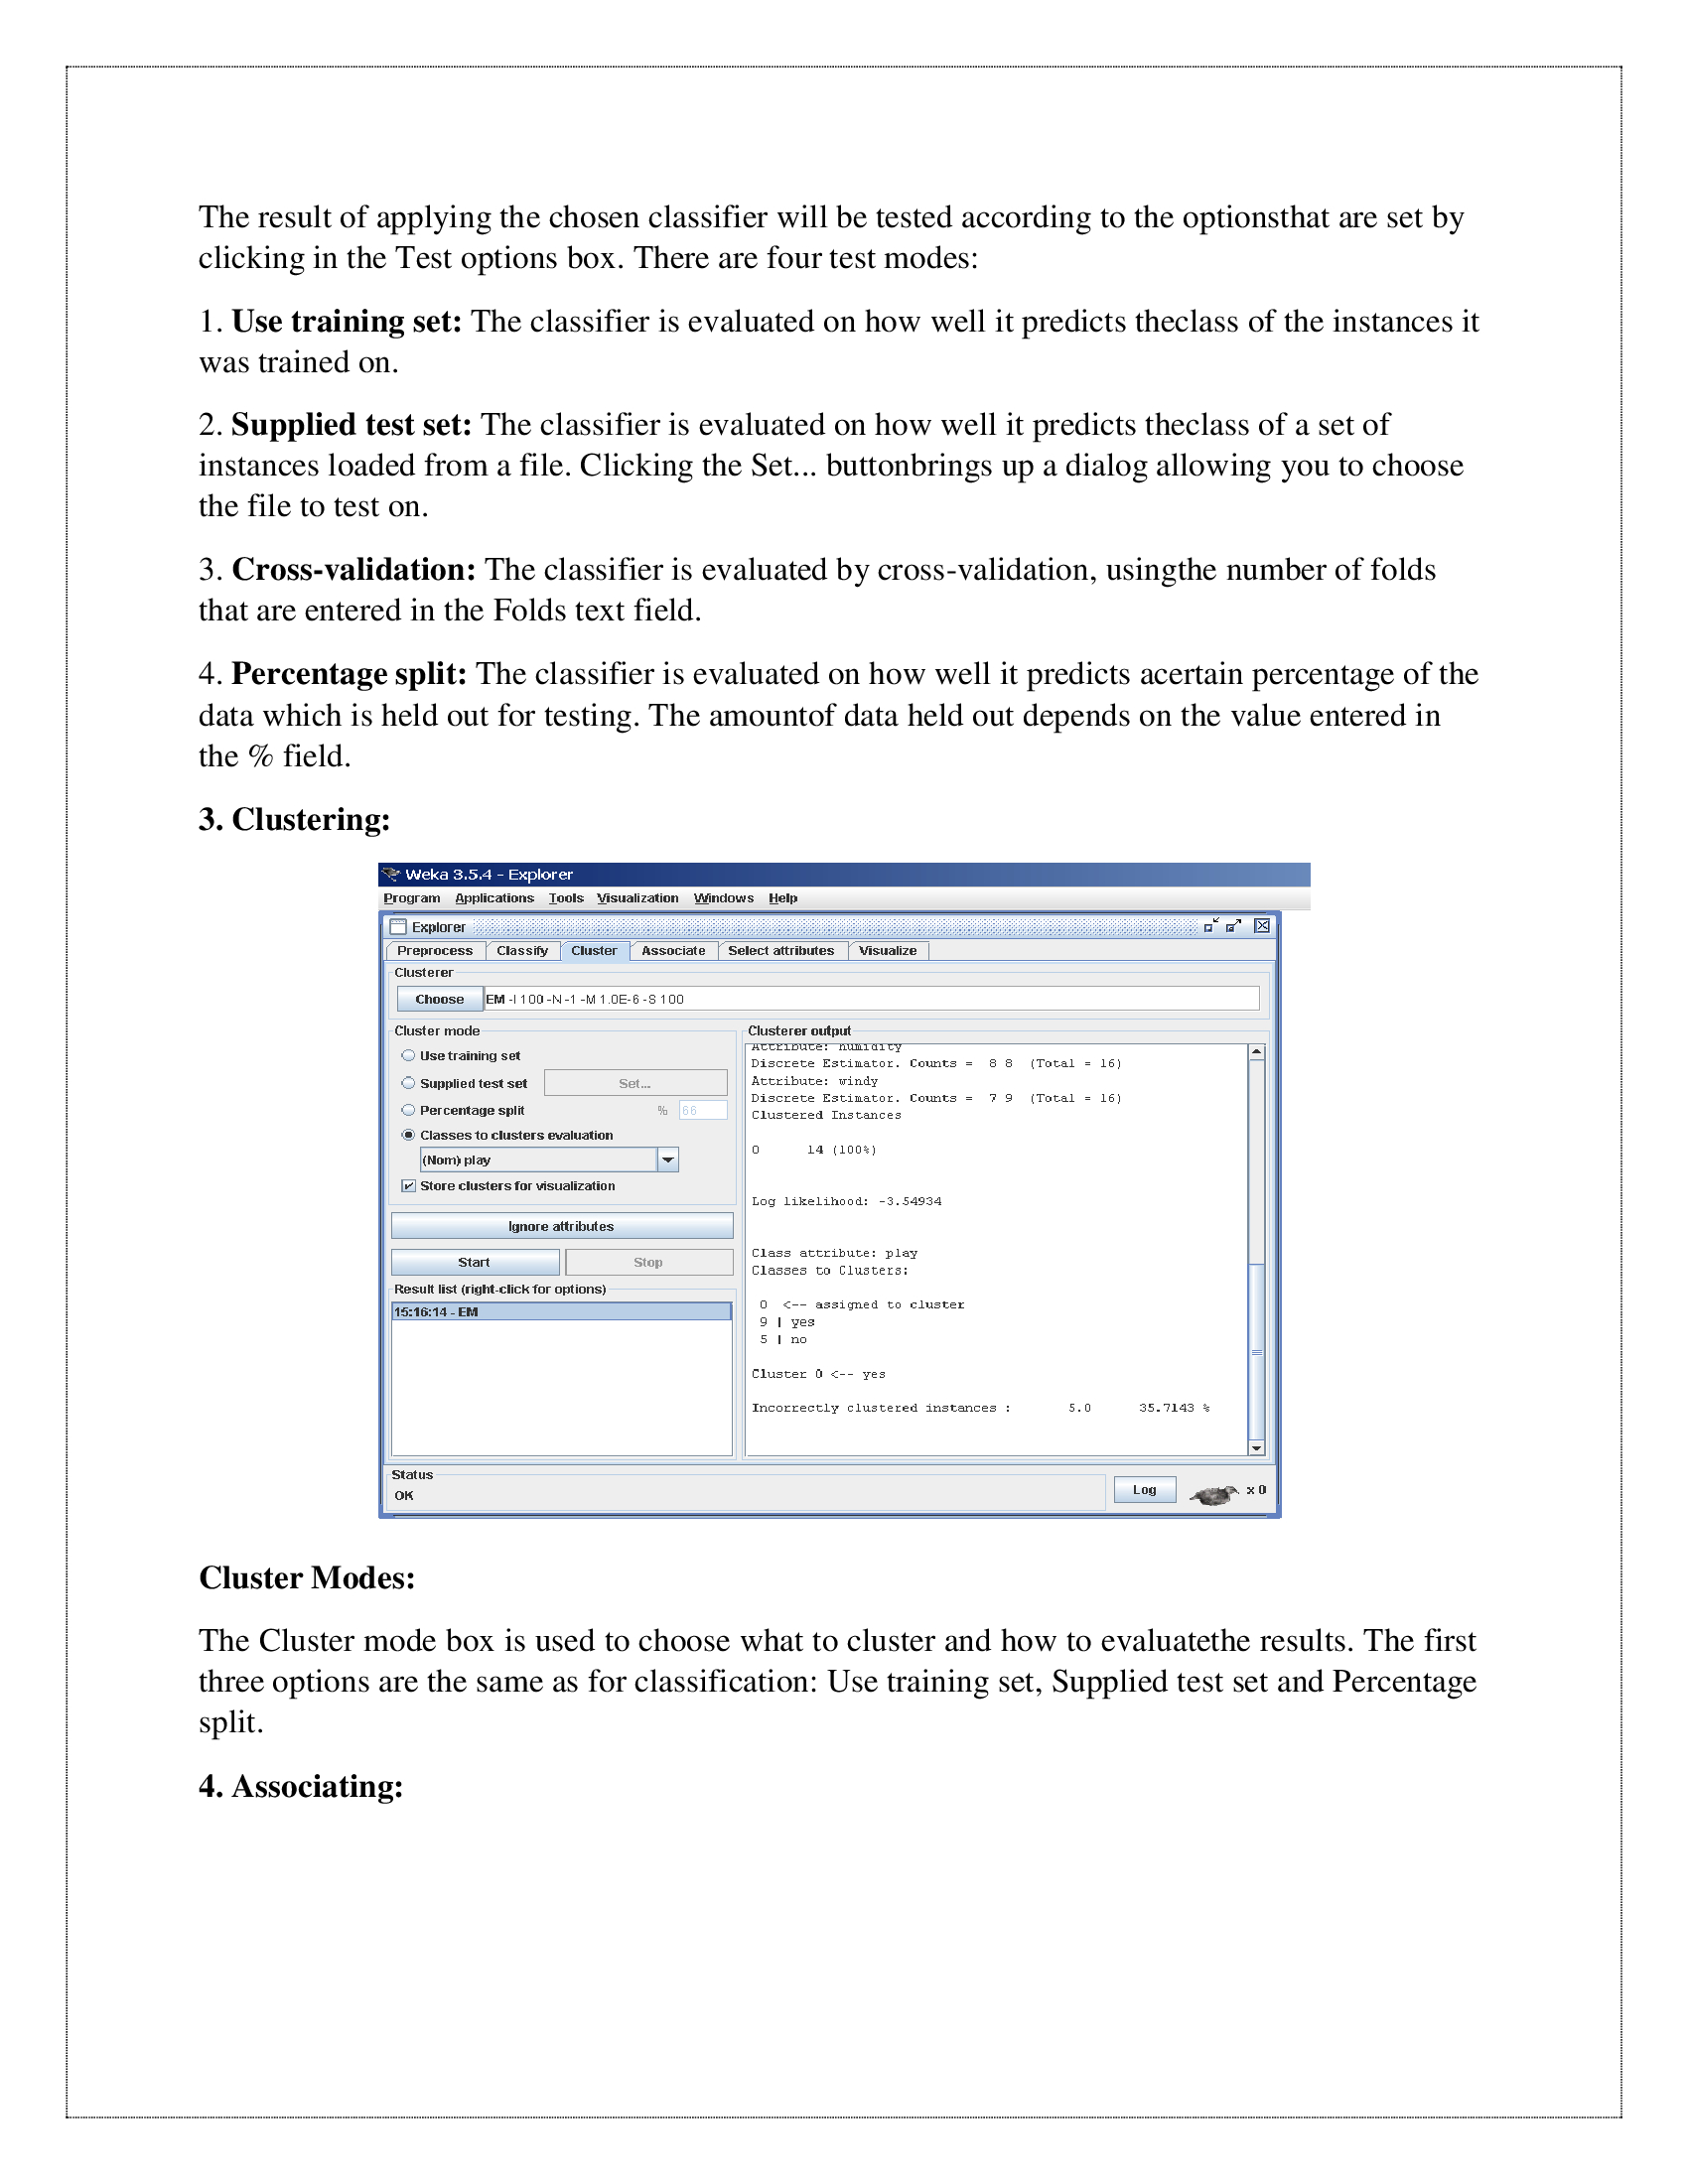 The result of applying the chosen classifier will be tested according to the optionsthat are set by
clicking in the Test options box. There are four test modes:
1. Use training set: The classifier is evaluated on how well it predicts theclass of the instances it
was trained on.
2. Supplied test set: The classifier is evaluated on how well it predicts theclass of a set of
instances loaded from a file. Clicking the Set... buttonbrings up a dialog allowing you to choose
the file to test on.
3. Cross-validation: The classifier is evaluated by cross-validation, usingthe number of folds
that are entered in the Folds text field.
4. Percentage split: The classifier is evaluated on how well it predicts acertain percentage of the
data which is held out for testing. The amountof data held out depends on the value entered in
the % field.
3. Clustering:
Weka 3.5.4 - Explorer
Program Applications Tools Visualization Windows Help
Explorer
Preprocess Classify Cluster Associate Select attributes Visualize
Clusterer
Choose EM -I 100 -N -1 -M 1.0E-6 -S 100
Cluster mode
Use training set
Supplied test set Set...
Percentage split % 66
Classes to clusters evaluation
(Nom) play
Store clusters for visualization
Ignore attributes
Start Stop
Result list (right-click for options)
15:16:14 - EM
Clusterer output
Attribute: humidity
Discrete Estimator. Counts = 8 8 (Total = 16)
Attribute: windy
Discrete Estimator. Counts = 7 9 (Total = 16)
Clustered Instances
0 14 (100%)
Log likelihood: -3.54934
Class attribute: play
Classes to Clusters:
0 <-- assigned to cluster
9 | yes
5 | no
Cluster 0 <-- yes
Incorrectly clustered instances : 5.0 35.7143 %
Status
OK
Log x 0
Cluster Modes:
The Cluster mode box is used to choose what to cluster and how to evaluatethe results. The first
three options are the same as for classification: Use training set, Supplied test set and Percentage
split.
4. Associating: